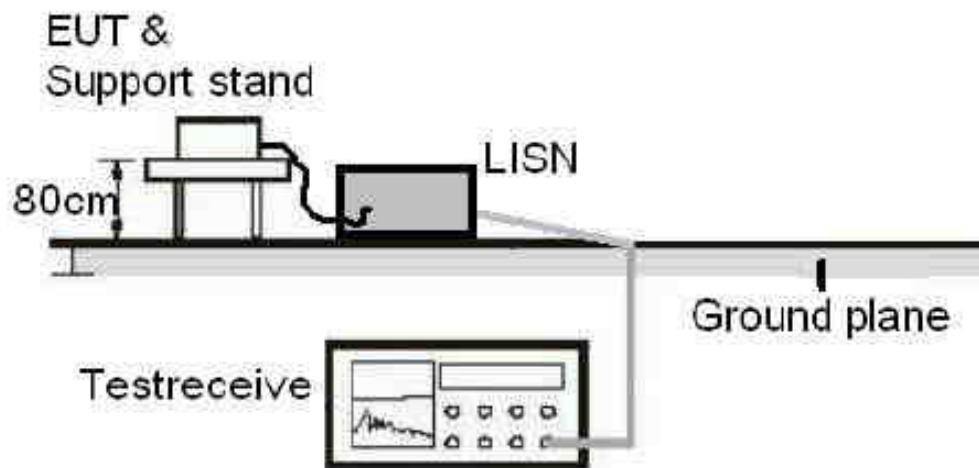 EUT &
Support stand
LISN
80cm
Ground plane
Testreceive